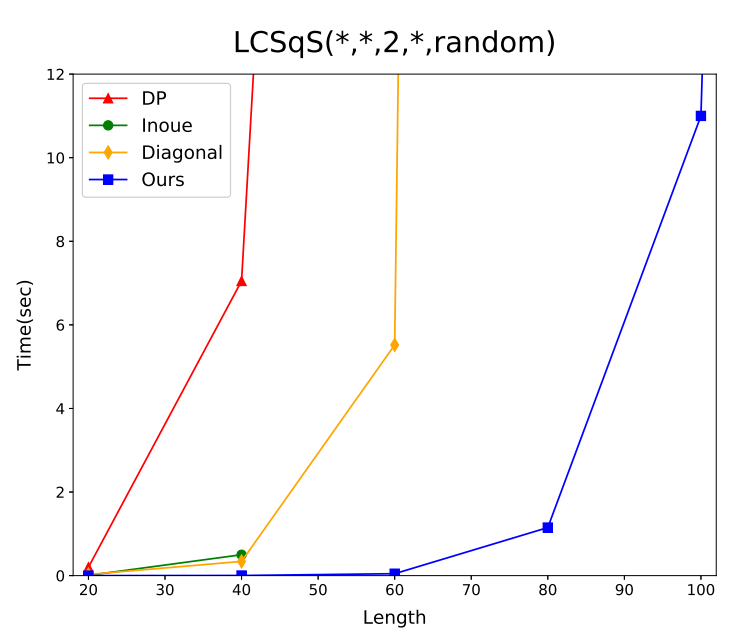 LCSqS(*,*,2,*,random)
12
10
8
6
4
2
0
Time(sec)
DP
Inoue
Diagonal
Ours
20 30 40 50 60 70 80 90 100
Length